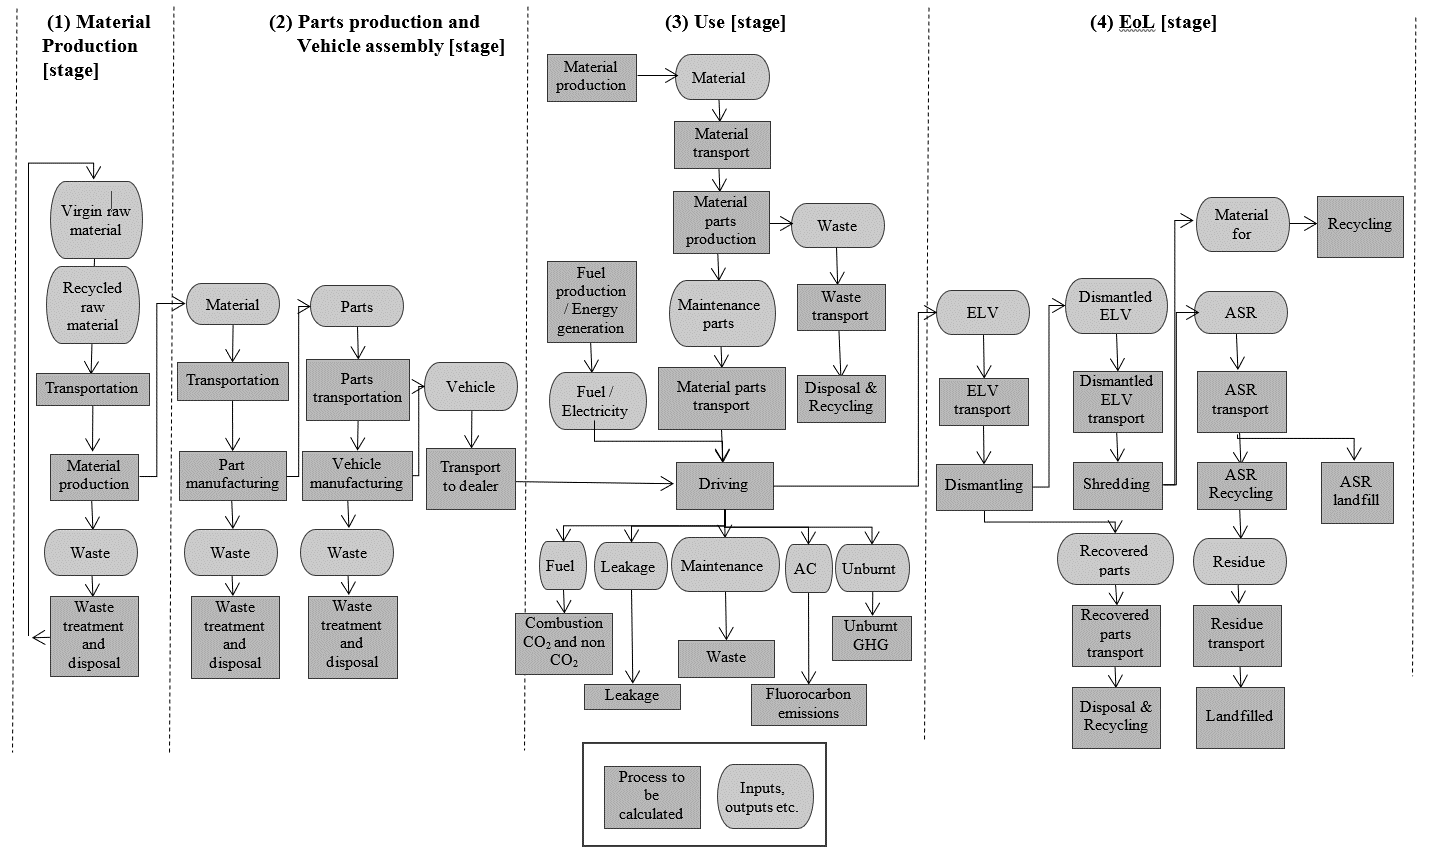 (1) Material
Production
[stage]
(2) Parts production and
Vehicle assembly [stage]
(3) Use [stage]
(4) EoL [stage]
Virgin raw
material
Recycled
raw
material
Transportation
Material
production
Waste
Waste
treatment
and
disposal
Material
Transportation
Part
manufacturing
Waste
Waste
treatment
and
disposal
Parts
Parts
transportation
Vehicle
manufacturing
Waste
Waste
treatment
and
disposal
Vehicle
Transport
to dealer
Material
production
Material
Material
transport
Material
parts
production
Waste
Waste
transport
Disposal &
Recycling
Maintenance
parts
Material parts
transport
Fuel
production
/ Energy
generation
Fuel /
Electricity
Driving
Fuel
Combustion
CO₂ and non
CO₂
Leakage
Leakage
Maintenance
Waste
AC
Fluorocarbon
emissions
Unburnt
Unburnt
GHG
ELV
ELV
transport
Dismantling
Dismantled
ELV
Dismantled
ELV
transport
Shredding
Recovered
parts
Recovered
parts
transport
Disposal &
Recycling
Material
for
Recycling
ASR
ASR
transport
ASR
Recycling
ASR
landfill
Residue
Residue
transport
Landfilled
Process to
be
calculated
Inputs,
outputs etc.